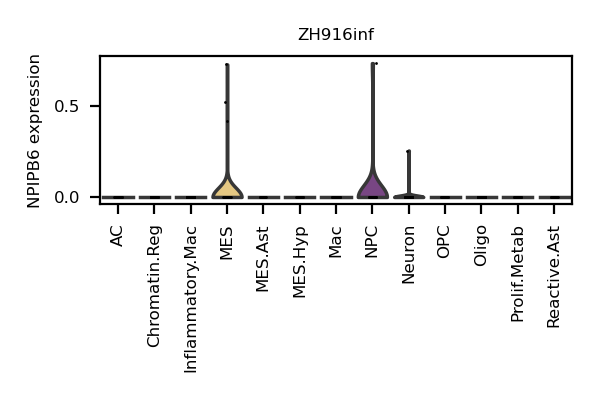 ZH916inf
NPIPB6 expression
0.5
0.0
AC
Chromatin.Reg
Inflammatory.Mac
MES
MES.Ast
MES.Hyp
Mac
NPC
Neuron
OPC
Oligo
Prolif.Metab
Reactive.Ast